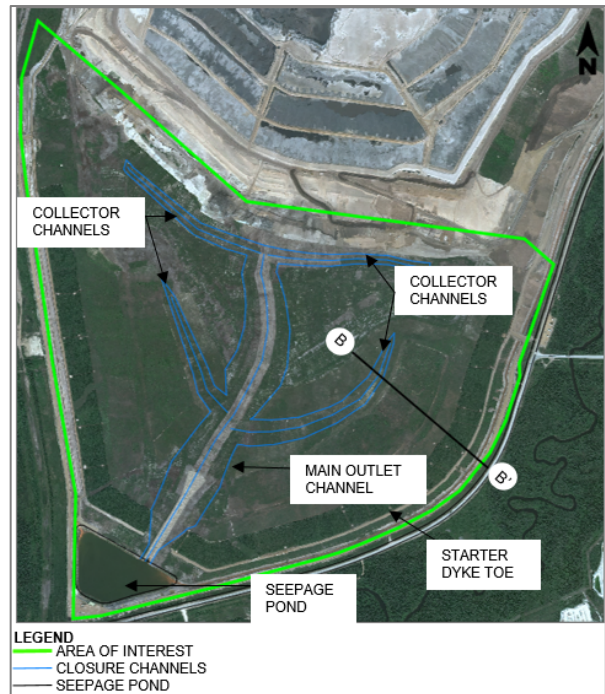 N
COLLECTOR
CHANNELS
COLLECTOR
CHANNELS
B
MAIN OUTLET
CHANNEL
B'
STARTER
DYKE TOE
SEEPAGE
POND
LEGEND
AREA OF INTEREST
CLOSURE CHANNELS
SEEPAGE POND